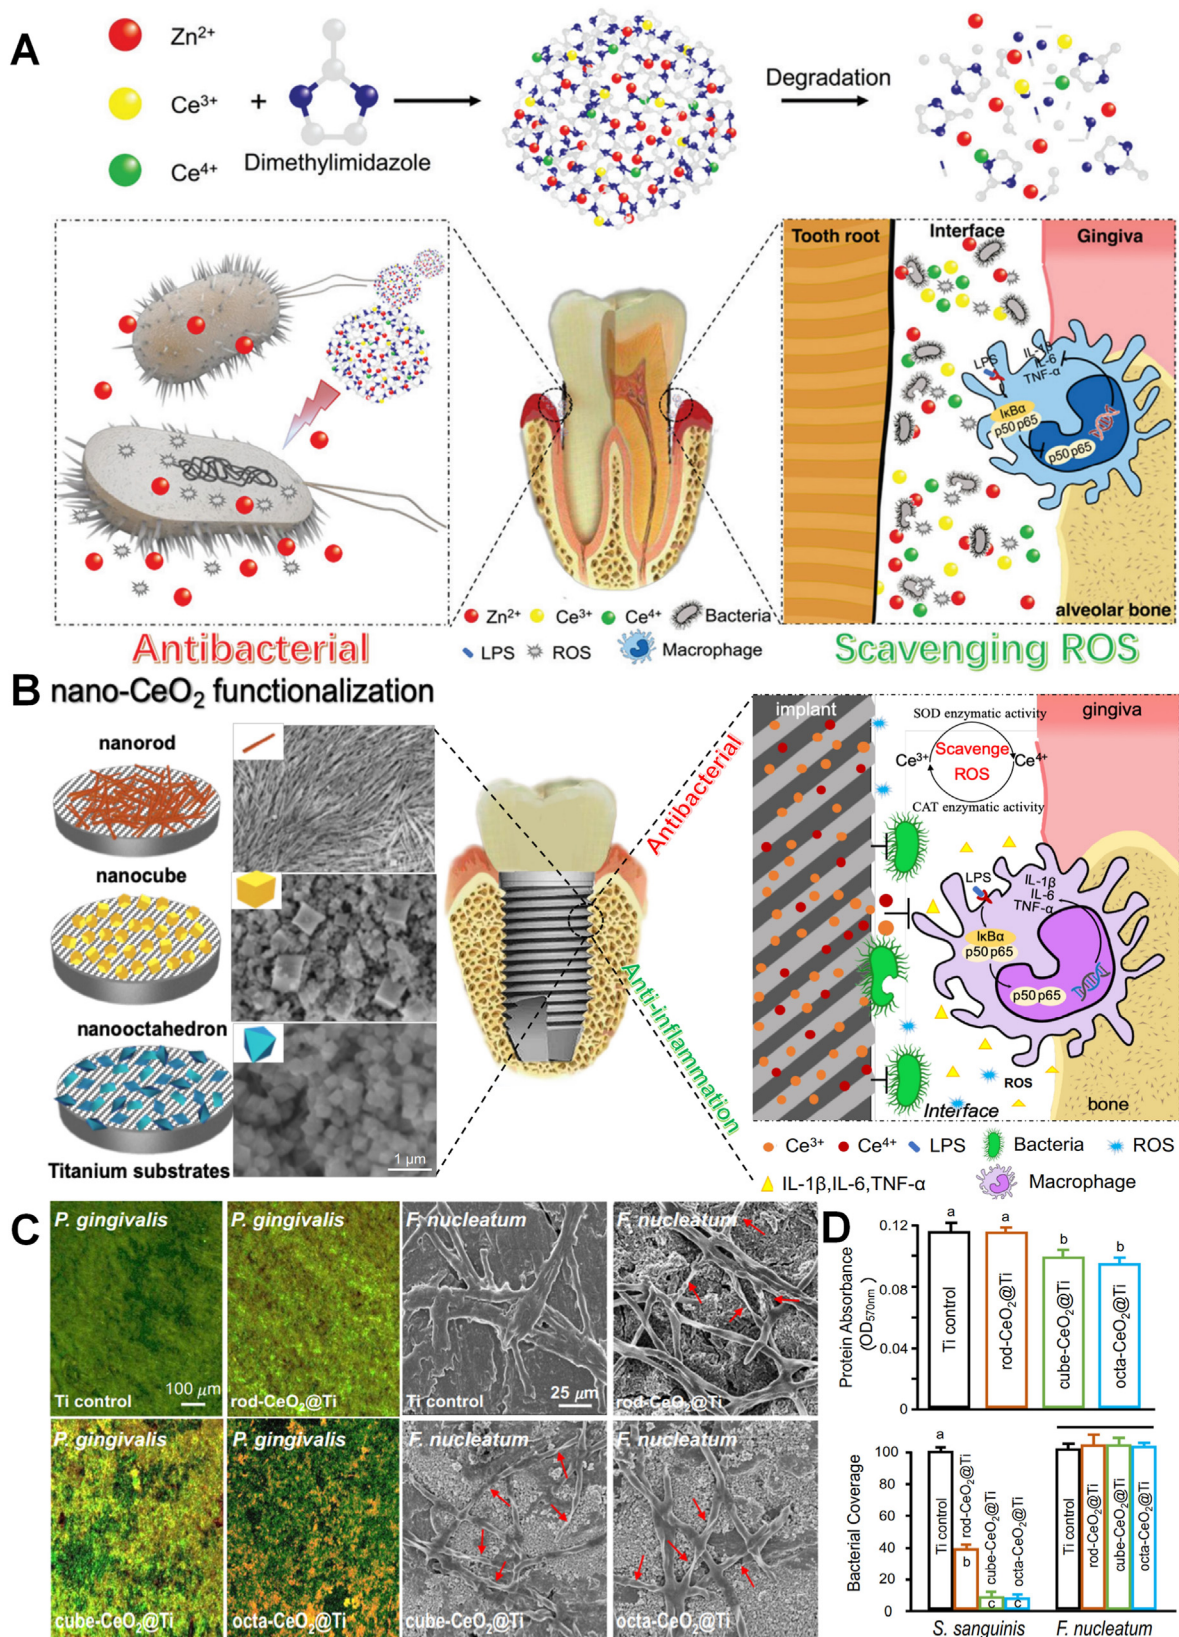 A
Zn²⁺
Ce³⁺
+
Ce⁴⁺
Dimethylimidazole
Degradation
Tooth root
Interface
Gingiva
LPS
IL-1β
IL-6
TNF-α
IκBα
p50 p65
p50 p65
alveolar bone
Zn²⁺ Ce³⁺ Ce⁴⁺ Bacteria
LPS ROS Macrophage
Antibacterial
Scavenging ROS
B nano-CeO₂ functionalization
nanorod
nanocube
nanooctahedron
Titanium substrates
1 μm
Antibacterial
Anti-inflammation
implant
gingiva
SOD enzymatic activity
Scavenge
ROS
Ce³⁺
Ce⁴⁺
CAT enzymatic activity
LPS
IL-1β
IL-6
TNF-α
IκBα
p50 p65
p50 p65
ROS
Interface
bone
Ce³⁺ Ce⁴⁺ LPS Bacteria ROS
IL-1β,IL-6,TNF-α Macrophage
C
P. gingivalis
100 μm
Ti control
P. gingivalis
rod-CeO₂@Ti
F. nucleatum
25 μm
Ti control
F. nucleatum
rod-CeO₂@Ti
P. gingivalis
cube-CeO₂@Ti
P. gingivalis
octa-CeO₂@Ti
F. nucleatum
cube-CeO₂@Ti
F. nucleatum
octa-CeO₂@Ti
D
Protein Absorbance
(OD₅₇₀nm)
0.12
0.08
0.04
0
a
a
b
b
Ti control
rod-CeO₂@Ti
cube-CeO₂@Ti
octa-CeO₂@Ti
Bacterial Coverage
100
80
60
40
20
0
a
b
c
c
Ti control
rod-CeO₂@Ti
cube-CeO₂@Ti
octa-CeO₂@Ti
Ti control
rod-CeO₂@Ti
cube-CeO₂@Ti
octa-CeO₂@Ti
S. sanguinis
F. nucleatum